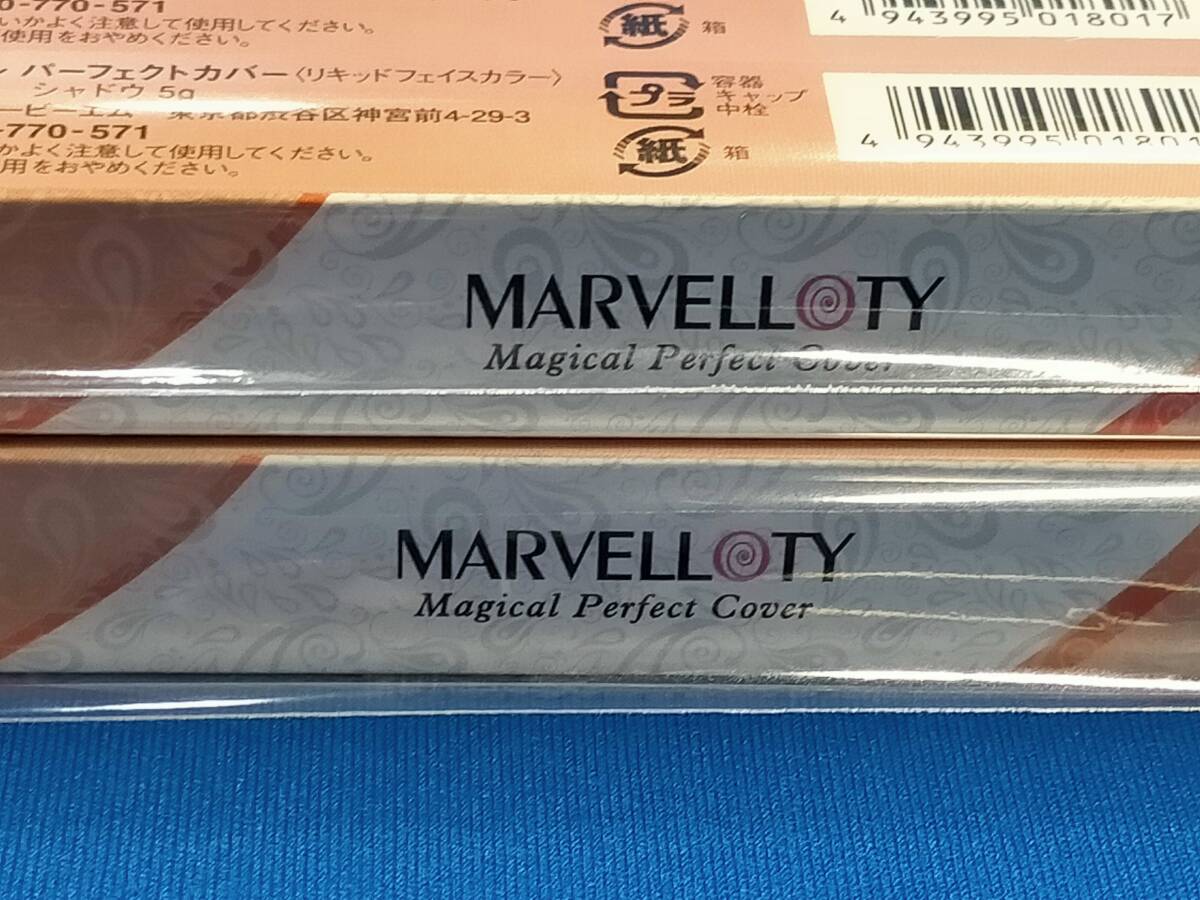 0-770-571
いかよく注意して使用してください。
使用をおやめください。
紙 箱
4 943995 018017
パーフェクトカバー〈リキッドフェイスカラー〉
シャドウ 5g
ービーエム 東京都渋谷区神宮前4-29-3
-770-571
かよく注意して使用してください。
用をおやめください。
プラ
容器
キャップ
中栓
紙 箱
4 943995 01801
MARVELLOTY
Magical Perfect Cover
MARVELLOTY
Magical Perfect Cover